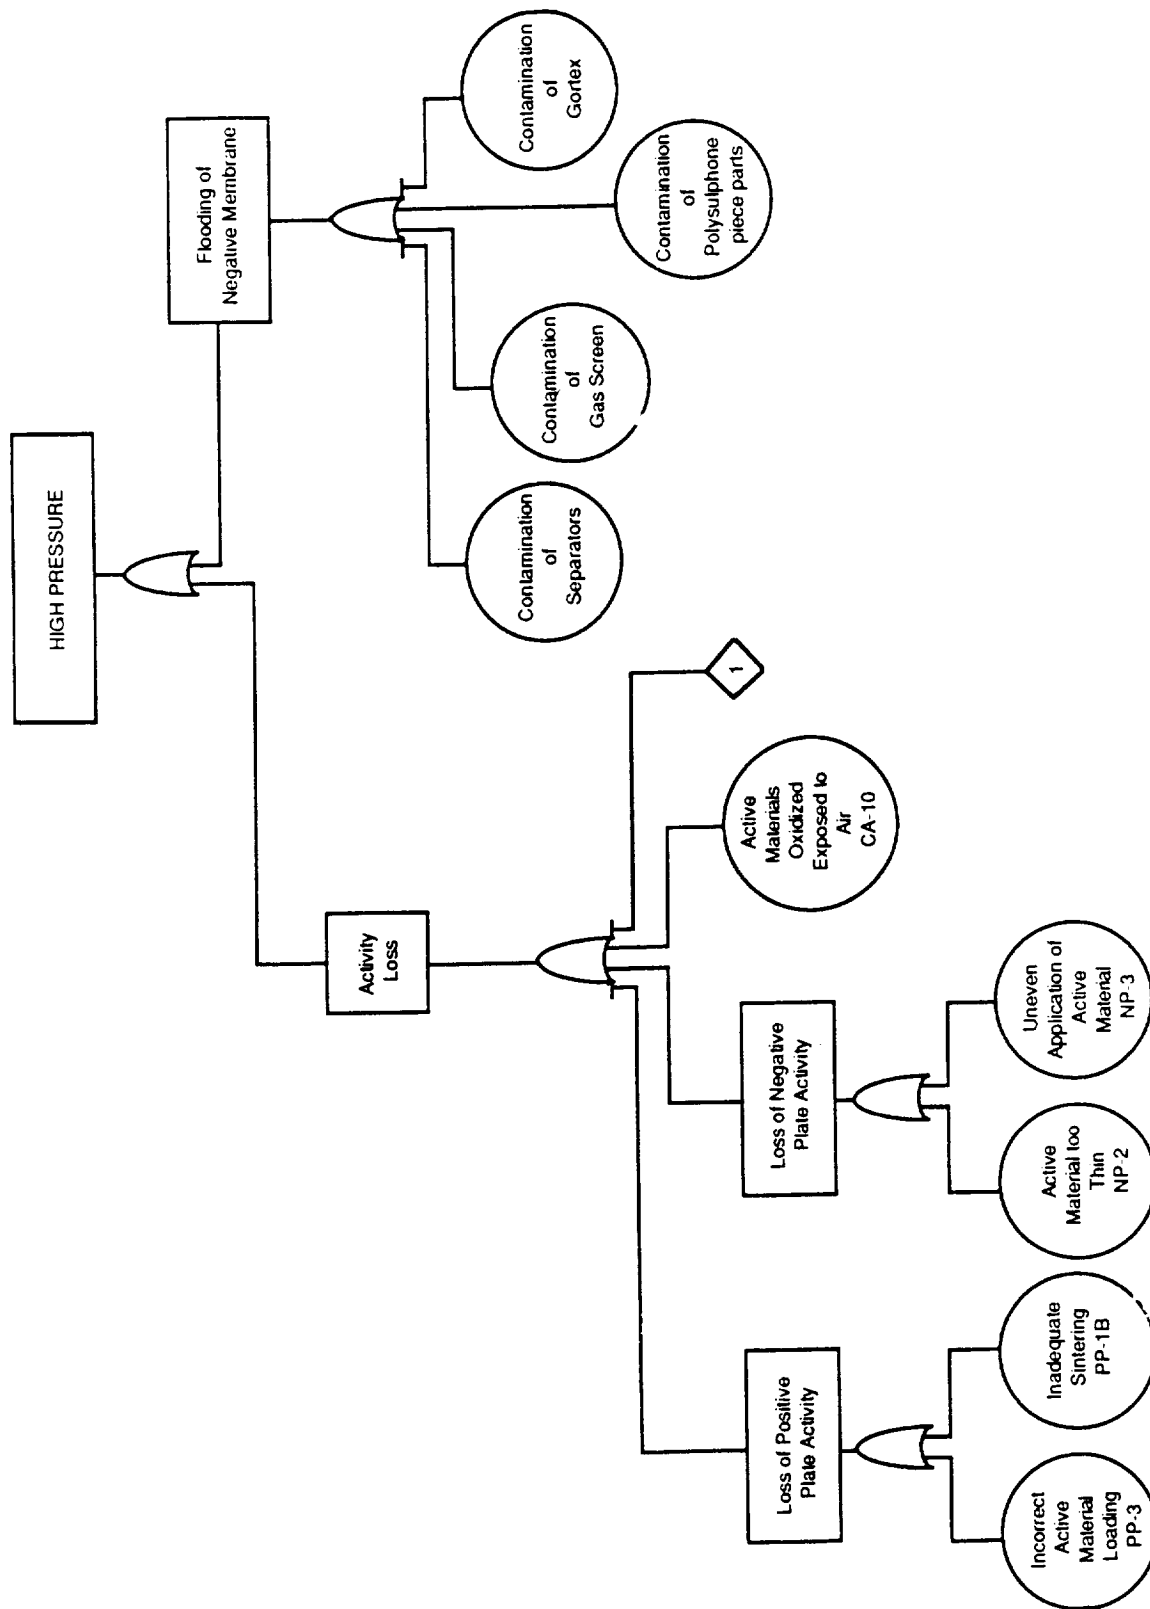 HIGH PRESSURE
Flooding of
Negative Membrane
Activity
Loss
Contamination
of
Separators
Contamination
of
Gas Screen
Contamination
of
Polysulphone
piece parts
Contamination
of
Gortex
Loss of Positive
Plate Activity
Loss of Negative
Plate Activity
Active
Materials
Oxidized
Exposed to
Air
CA-10
1
Incorrect
Active
Material
Loading
PP-3
Inadequate
Sintering
PP-1B
Active
Material too
Thin
NP-2
Uneven
Application of
Active
Material
NP-3